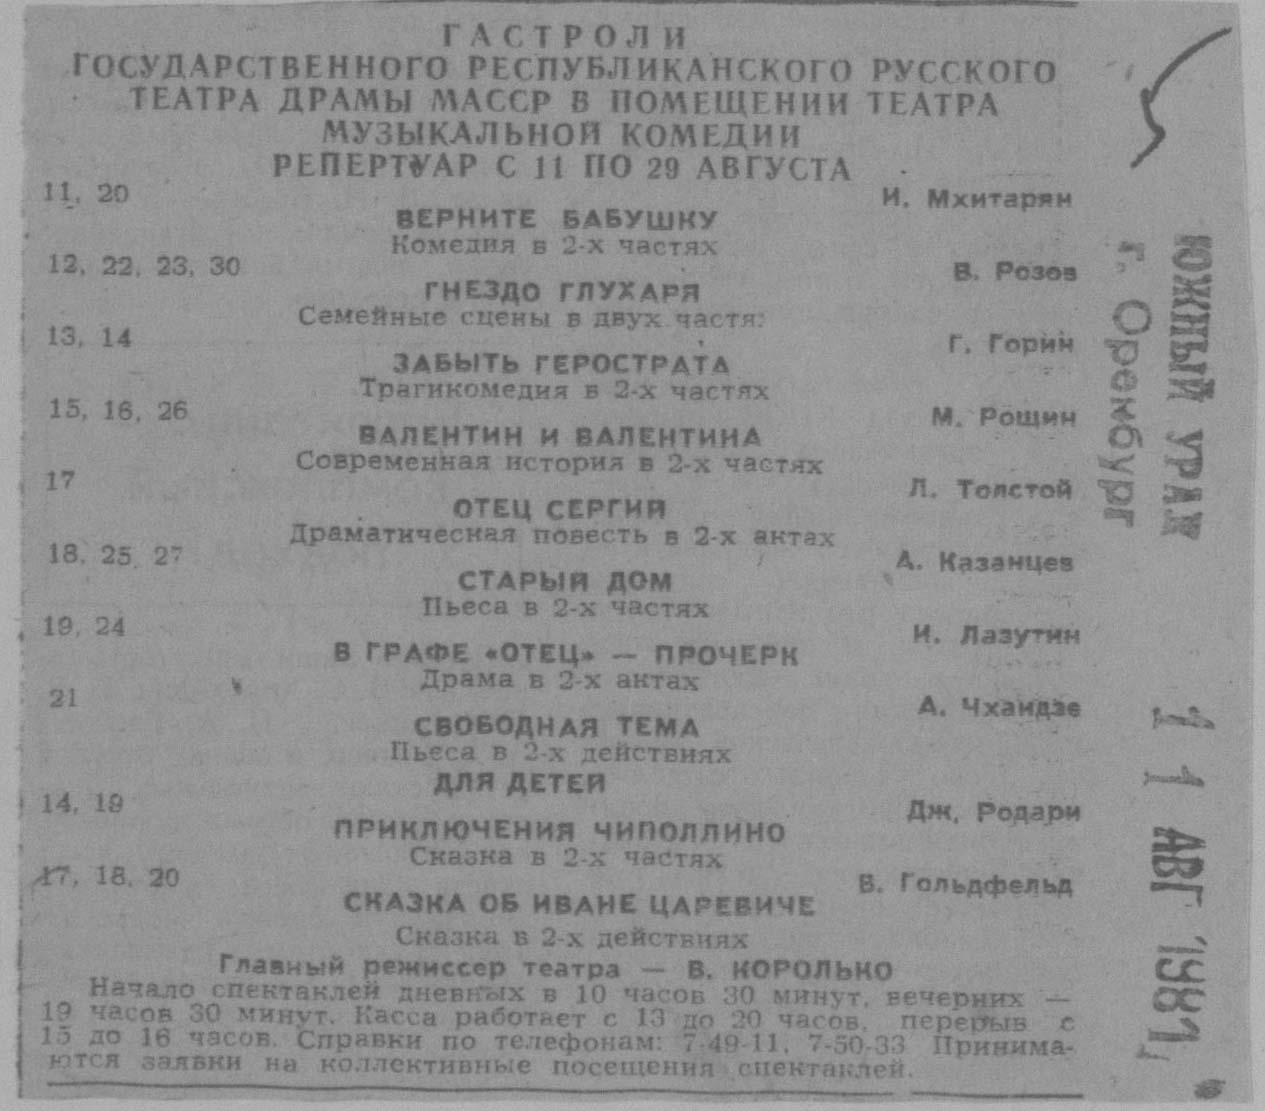 ГАСТРОЛИ
ГОСУДАРСТВЕННОГО РЕСПУБЛИКАНСКОГО РУССКОГО
ТЕАТРА ДРАМЫ МАССР В ПОМЕЩЕНИИ ТЕАТРА
МУЗЫКАЛЬНОЙ КОМЕДИИ
РЕПЕРТУАР С 11 ПО 29 АВГУСТА
11, 20 И. Мхитарян
ВЕРНИТЕ БАБУШКУ
Комедия в 2-х частях
12, 22, 23, 30 В. Розов
ГНЕЗДО ГЛУХАРЯ
Семейные сцены в двух частях
13, 14 Г. Горин
ЗАБЫТЬ ГЕРОСТРАТА
Трагикомедия в 2-х частях
15, 16, 26 М. Рощин
ВАЛЕНТИН И ВАЛЕНТИНА
Современная история в 2-х частях
17 Л. Толстой
ОТЕЦ СЕРГИЙ
Драматическая повесть в 2-х актах
18, 25, 27 А. Казанцев
СТАРЫЙ ДОМ
Пьеса в 2-х частях
19, 24 И. Лазутин
В ГРАФЕ «ОТЕЦ» — ПРОЧЕРК
Драма в 2-х актах
21 А. Чхаидзе
СВОБОДНАЯ ТЕМА
Пьеса в 2-х действиях
ДЛЯ ДЕТЕЙ
14, 19 Дж. Родари
ПРИКЛЮЧЕНИЯ ЧИПОЛЛИНО
Сказка в 2-х частях
17, 18, 20 В. Гольдфельд
СКАЗКА ОБ ИВАНЕ ЦАРЕВИЧЕ
Сказка в 2-х действиях
Главный режиссер театра — В. КОРОЛЬКО
Начало спектаклей дневных в 10 часов 30 минут, вечерних —
19 часов 30 минут. Касса работает с 13 до 20 часов, перерыв с
15 до 16 часов. Справки по телефонам: 7-49-11, 7-50-33 Принима-
ются заявки на коллективные посещения спектаклей.
ЮЖНЫЙ УРАЛ
г. Оренбург
11 АВГ 1981